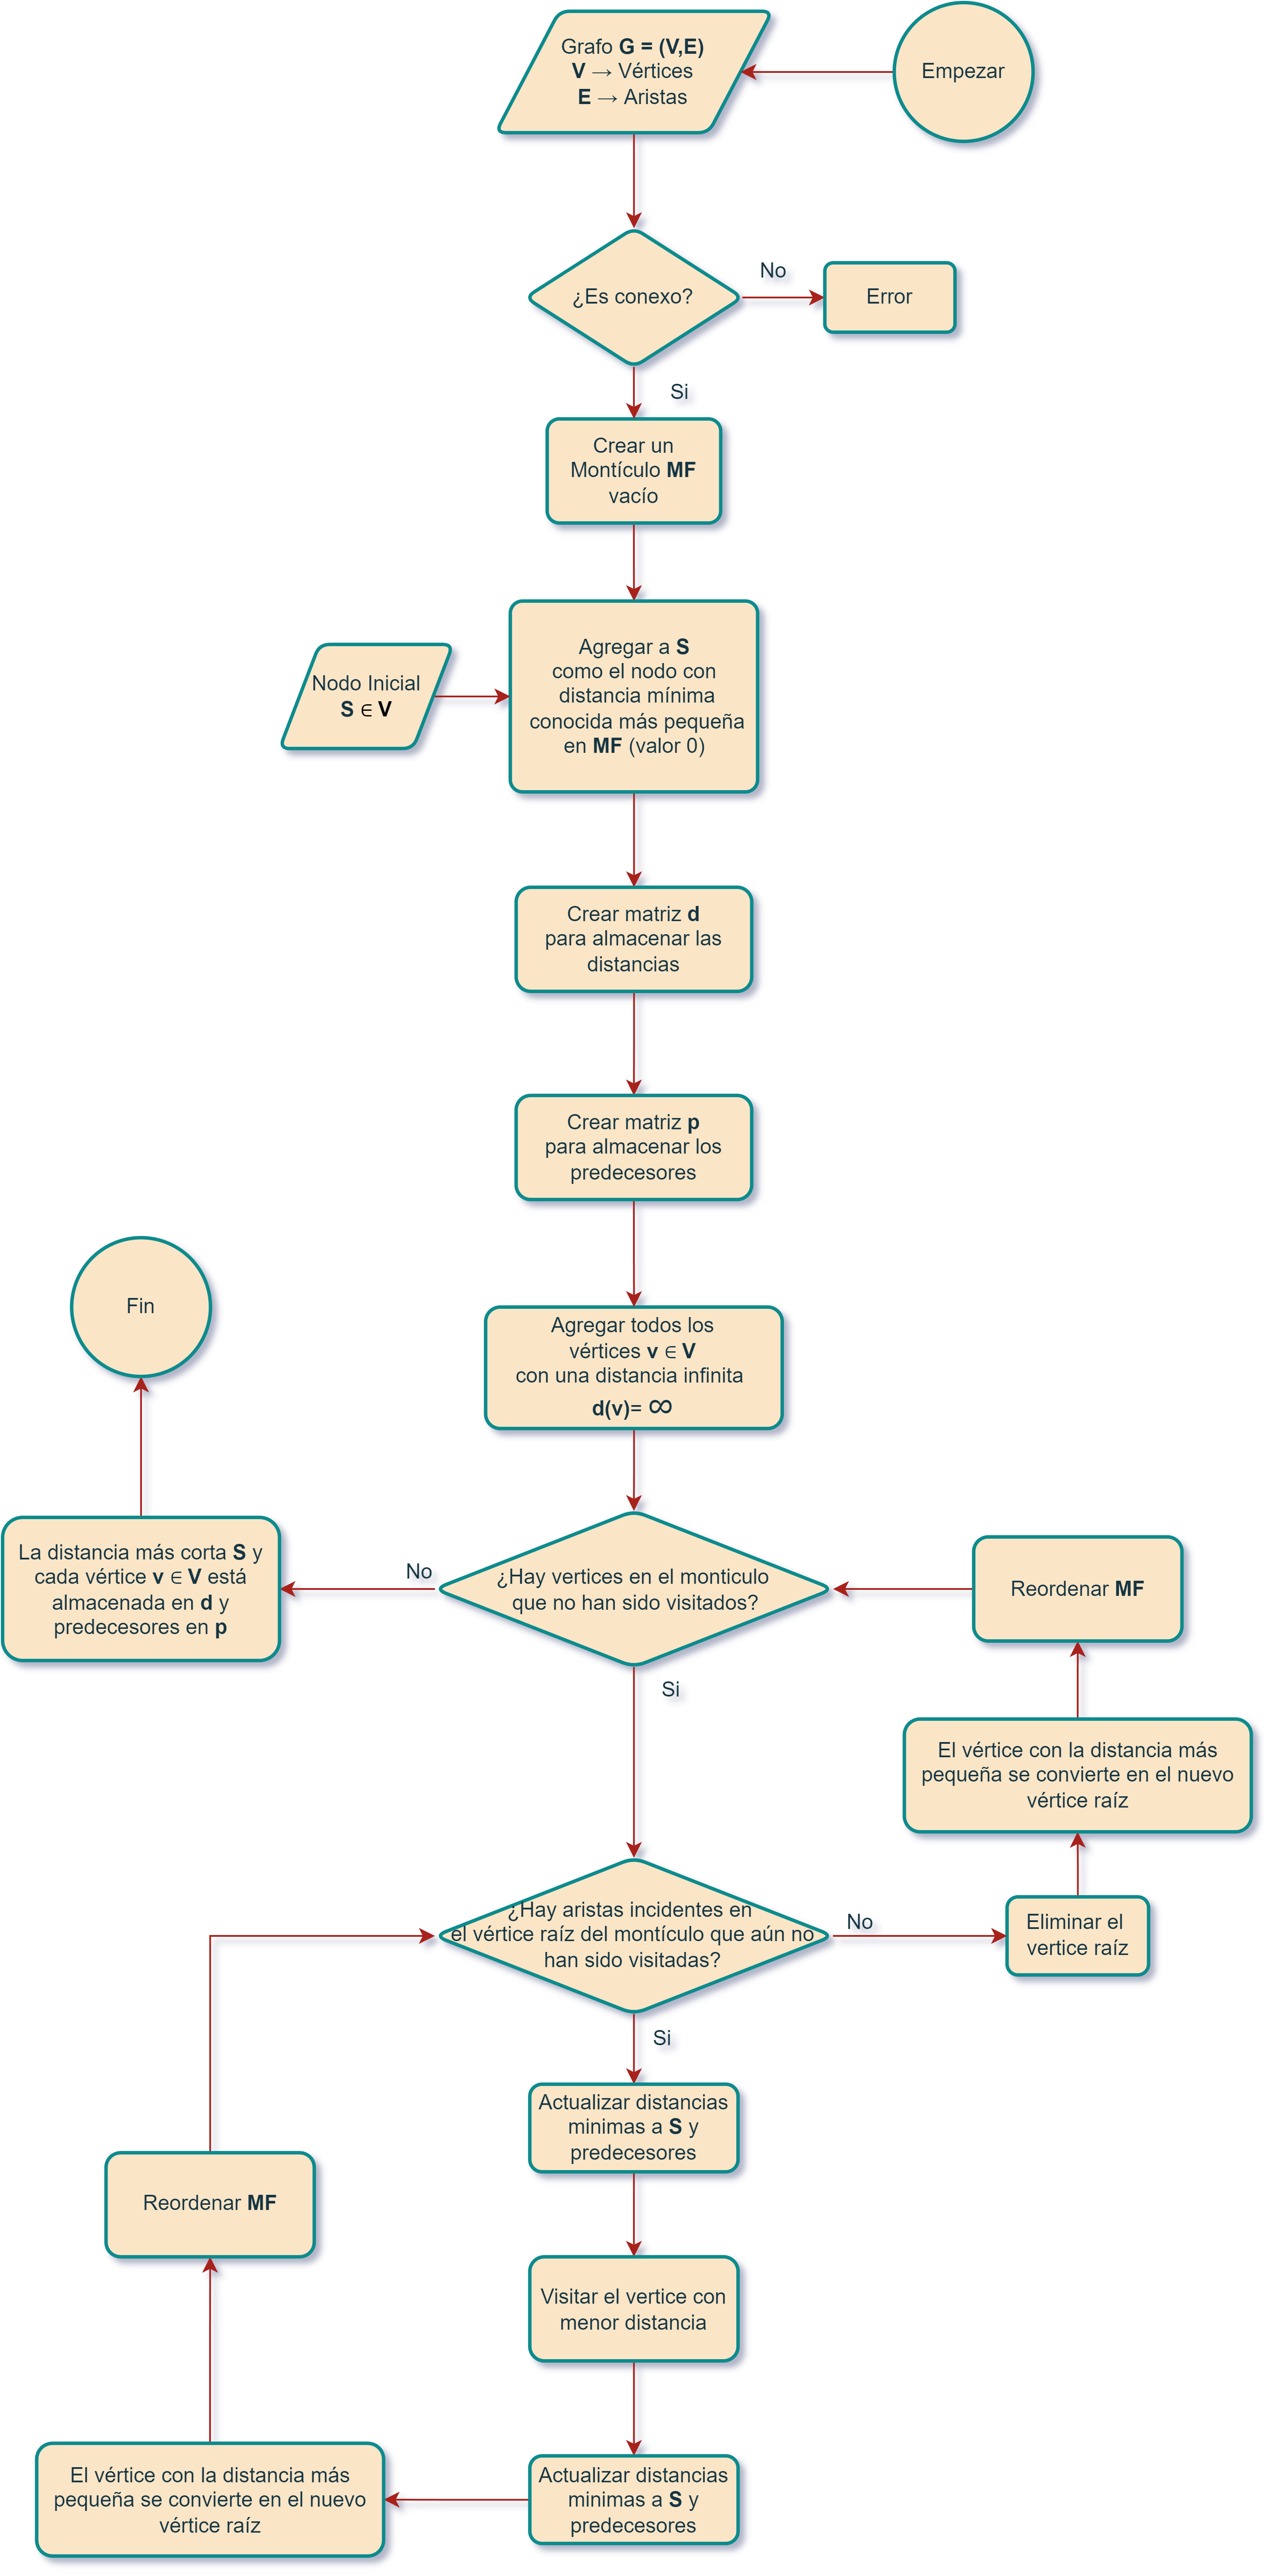 Empezar
Grafo G = (V,E)
V → Vértices
E → Aristas
¿Es conexo?
No
Error
Si
Crear un
Montículo MF
vacío
Nodo Inicial
S ∈ V
Agregar a S
como el nodo con
distancia mínima
conocida más pequeña
en MF (valor 0)
Crear matriz d
para almacenar las
distancias
Crear matriz p
para almacenar los
predecesores
Agregar todos los
vértices v ∈ V
con una distancia infinita
d(v)= ∞
¿Hay vertices en el monticulo
que no han sido visitados?
No
La distancia más corta S y
cada vértice v ∈ V está
almacenada en d y
predecesores en p
Fin
Si
¿Hay aristas incidentes en
el vértice raíz del montículo que aún no
han sido visitadas?
No
Eliminar el
vertice raíz
El vértice con la distancia más
pequeña se convierte en el nuevo
vértice raíz
Reordenar MF
Si
Actualizar distancias
minimas a S y
predecesores
Visitar el vertice con
menor distancia
Actualizar distancias
minimas a S y
predecesores
El vértice con la distancia más
pequeña se convierte en el nuevo
vértice raíz
Reordenar MF